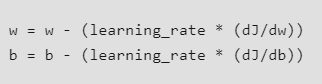 w = w - (learning_rate * (dJ/dw))
b = b - (learning_rate * (dJ/db))